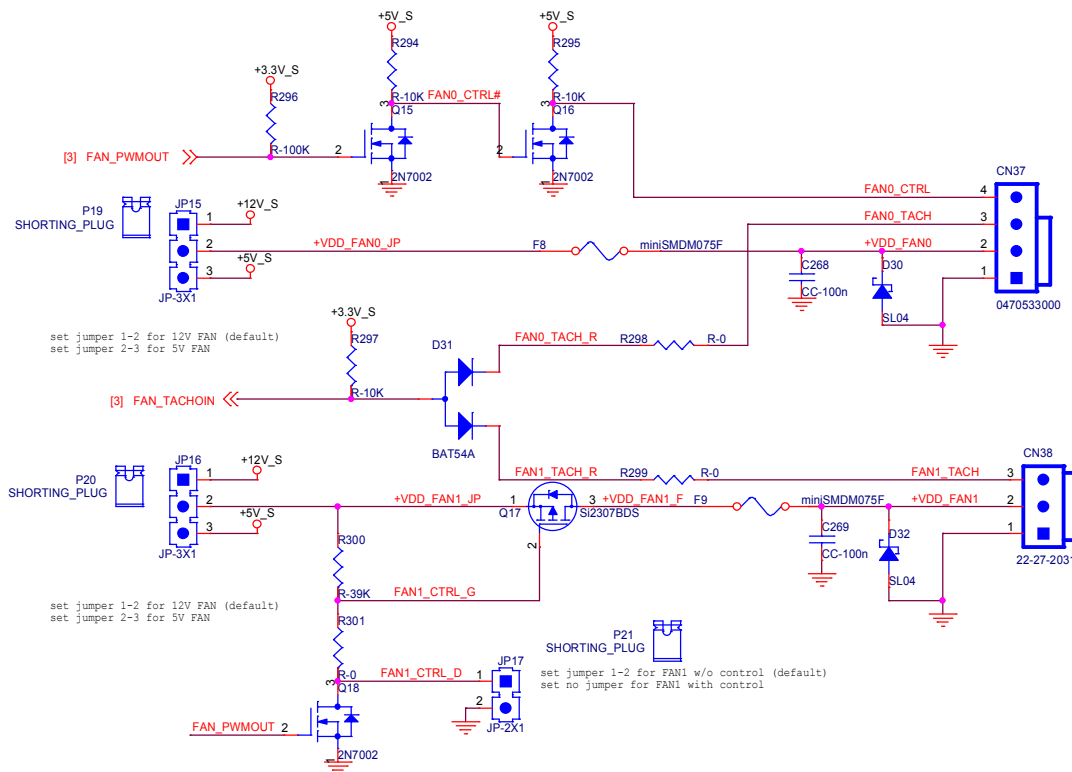 +5V_S
+5V_S
R294
R295
+3.3V_S
R296
R-10K
FAN0_CTRL#
R-10K
3
Q15
3
Q16
[3] FAN_PWMOUT
R-100K
2
2
2N7002
2N7002
1
1
CN37
FAN0_CTRL
4
P19
SHORTING_PLUG
JP15
1
+12V_S
FAN0_TACH
3
2
+VDD_FAN0_JP
F8
miniSMDM075F
+VDD_FAN0
2
3
+5V_S
C268
D30
1
JP-3X1
CC-100n
SL04
0470533000
+3.3V_S
set jumper 1-2 for 12V FAN (default)
set jumper 2-3 for 5V FAN
R297
D31
FAN0_TACH_R
R298
R-0
[3] FAN_TACHOIN
R-10K
BAT54A
P20
SHORTING_PLUG
JP16
1
+12V_S
FAN1_TACH_R
R299
R-0
FAN1_TACH
3
CN38
2
+VDD_FAN1_JP
1
Q17
3
Si2307BDS
+VDD_FAN1_F
F9
miniSMDM075F
+VDD_FAN1
2
3
+5V_S
C269
D32
1
JP-3X1
R300
2
CC-100n
SL04
22-27-2031
R-39K
FAN1_CTRL_G
set jumper 1-2 for 12V FAN (default)
set jumper 2-3 for 5V FAN
R301
P21
SHORTING_PLUG
R-0
3
Q18
FAN1_CTRL_D
JP17
1
set jumper 1-2 for FAN1 w/o control (default)
set no jumper for FAN1 with control
2
JP-2X1
FAN_PWMOUT
2
2N7002
1